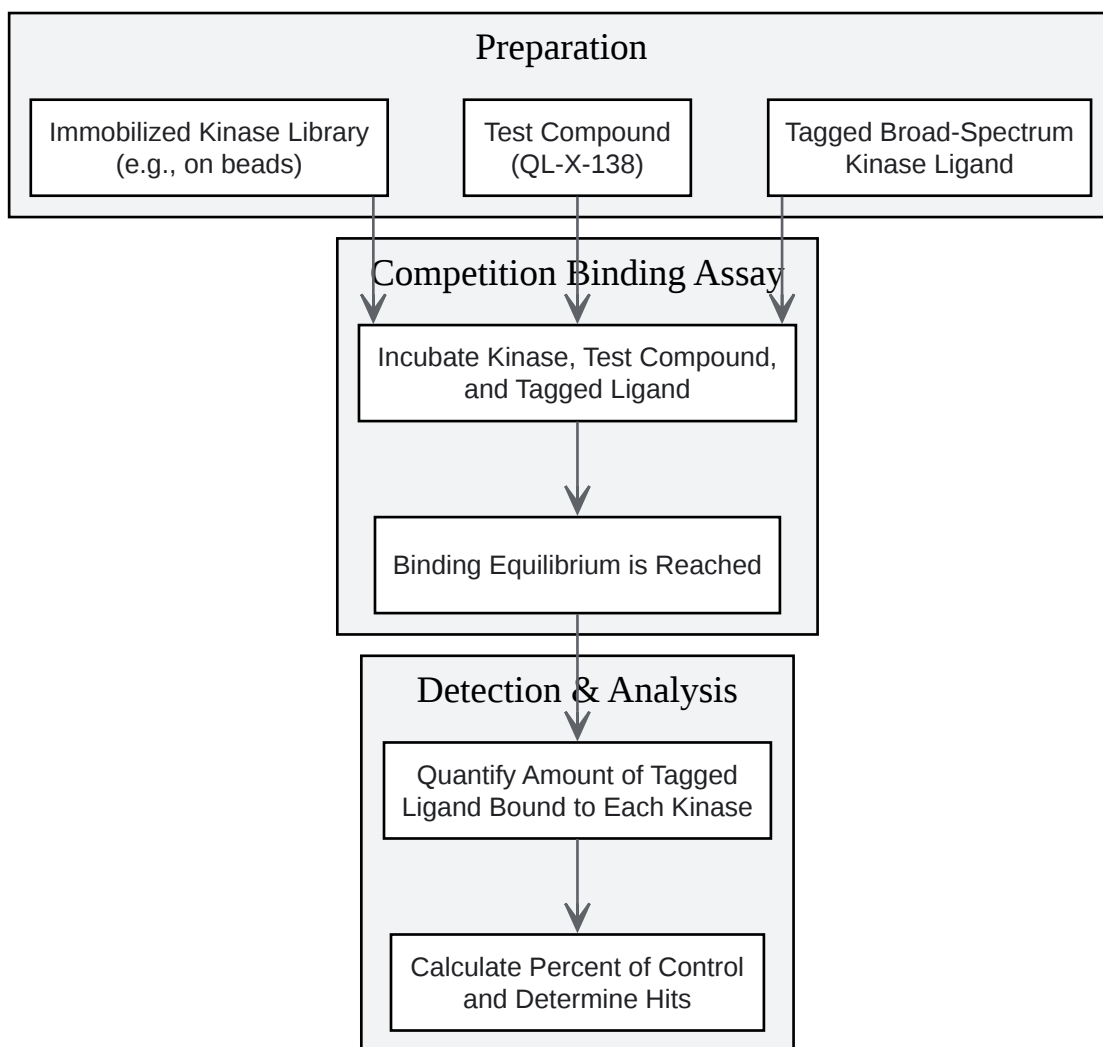 Preparation
Immobilized Kinase Library
(e.g., on beads)
Test Compound
(QL-X-138)
Tagged Broad-Spectrum
Kinase Ligand
Competition Binding Assay
Incubate Kinase, Test Compound,
and Tagged Ligand
Binding Equilibrium is Reached
Detection & Analysis
Quantify Amount of Tagged
Ligand Bound to Each Kinase
Calculate Percent of Control
and Determine Hits